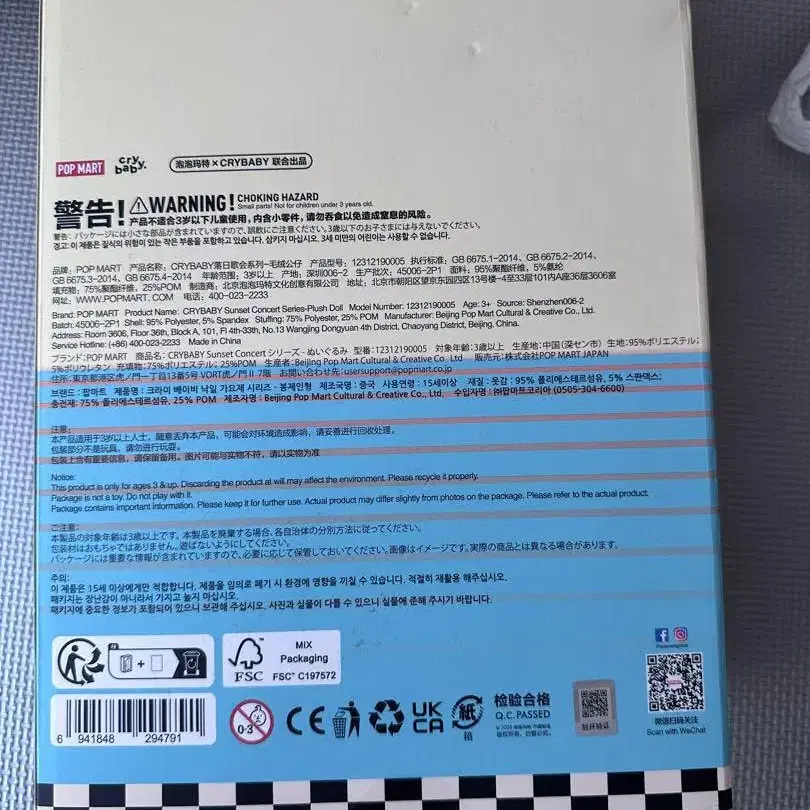 POP MART
cry baby.
泡泡玛特×CRYBABY 联合出品
警告! WARNING! CHOKING HAZARD
Small parts! Not for children under 3 years old.
产品不适合3岁以下儿童使用，内含小零件，请勿吞食以免造成窒息的风险。
警告：パッケージには小さな部品が含まれていますので、誤飲にご注意ください。3歳以下のお子さまには与えないでください。
경고: 이 제품은 질식의 위험이 있는 작은 부품을 포함하고 있습니다. 삼키지 마십시오. 3세 미만의 어린이는 사용할 수 없습니다.
品牌：POP MART 产品名称：CRYBABY落日歌会系列-毛绒公仔 产品型号：12312190005 执行标准：GB 6675.1-2014、GB 6675.2-2014、
GB 6675.3-2014、GB 6675.4-2014 年龄范围：3岁以上 产地：深圳006-2 生产批次：45006-2P1 面料：95%聚酯纤维，5%氨纶
填充物：75%聚酯纤维，25%POM 制造商：北京泡泡玛特文化创意有限公司 地址：北京市朝阳区望京东园四区13号楼-4至33层101内A座36层3606室
网址：WWW.POPMART.COM 电话：400-023-2233
Brand: POP MART Product Name: CRYBABY Sunset Concert Series-Plush Doll Model Number: 12312190005 Age: 3+ Source: Shenzhen006-2
Batch: 45006-2P1 Shell: 95% Polyester, 5% Spandex Stuffing: 75% Polyester, 25% POM Manufacturer: Beijing Pop Mart Cultural & Creative Co., Ltd.
Address: Room 3606, Floor 36th, Block A, 101, Fl 4th-33th, No.13 Wangjing Dongyuan 4th District, Chaoyang District, Beijing, China.
Service Hotline: (+86) 400-023-2233 Made in China
ブランド：POP MART 商品名：CRYBABY Sunset Concert シリーズ - ぬいぐるみ 型番：12312190005 対象年齢：3歳以上 生産地：中国 (深セン市) 生地：95%ポリエステル；
5%ポリウレタン 充填物：75%ポリエステル；25%POM 生産者：Beijing Pop Mart Cultural & Creative Co. Ltd 販売元：株式会社POP MART JAPAN
住所：東京都港区虎ノ門一丁目13番5号 VORT虎ノ門Ⅱ 7階 お問い合わせ先：usersupport@popmart.co.jp
브랜드 : 팝마트 제품명 : 크라이 베이비 낙일 가요제 시리즈 - 봉제인형 제조국명 : 중국 사용연령 : 15세이상 재질 : 옷감 : 95% 폴리에스테르섬유, 5% 스판덱스;
충전재: 75% 폴리에스테르섬유, 25% POM 제조자명 : Beijing Pop Mart Cultural & Creative Co., Ltd. 수입자명 : ㈜팝마트코리아 (0505-304-6600)
注意：
本产品适用于3岁以上人士，随意丢弃本产品，可能会对环境造成影响，请妥善进行回收处理。
包装部分不是玩具，请勿进行玩耍。
包装上含有重要信息，请保留备用。图片可能与实物不符，请以实物为准
Notice:
This product is only for ages 3 & up. Discarding the product at will may affect the environment. Please recycle it properly.
Package is not a toy. Do not play with it.
Package contains important information. Please keep it for further use. Actual product may differ slightly from photos on the package. Please refer to the actual product.
ご注意：
本製品の対象年齢は3歳以上です。本製品を廃棄する場合、各自治体の分別方法に従ってください。
包装材はおもちゃではありません。遊ばないようにしてください。
パッケージには重要な情報が含まれていますので、必要に応じて保管しておいてください。画像はイメージです。実際の商品とは異なる場合があります。
주의:
이 제품은 15세 이상에게만 적합합니다. 제품을 임의로 폐기 시 환경에 영향을 끼칠 수 있습니다. 적절히 재활용 해주십시오.
패키지는 장난감이 아니라서 가지고 놀지 마십시오.
패키지에 중요한 정보가 포함되어 있으니 보관해 주십시오. 사진과 실물이 다를 수 있으니 실물에 준해 주시기 바랍니다.
FSC
MIX
Packaging
FSC® C197572
6 941848 294791
0-3
CE
UK
CA
紙
箱
检验合格
Q.C.PASSED
刮开验证
微信扫码关注
Scan with WeChat